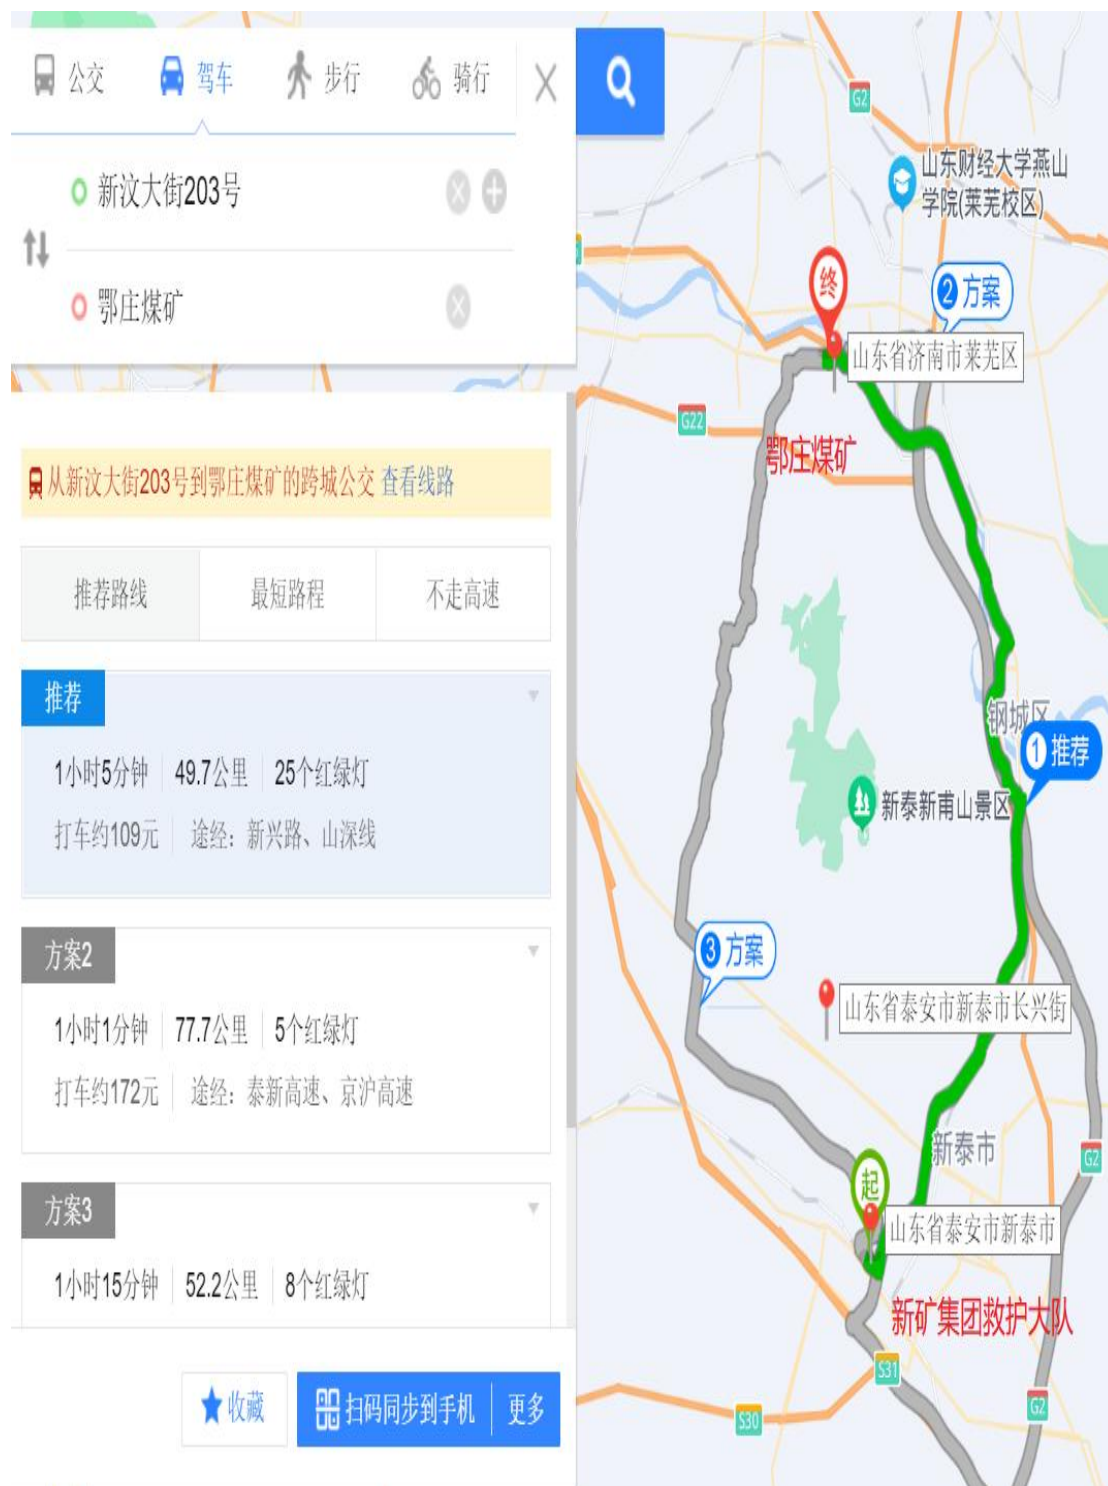 公交
驾车
步行
骑行
新汶大街203号
鄂庄煤矿
从新汶大街203号到鄂庄煤矿的跨城公交 查看线路
推荐路线
最短路程
不走高速
推荐
1小时5分钟 49.7公里 25个红绿灯
打车约109元 途经：新兴路、山深线
方案2
1小时1分钟 77.7公里 5个红绿灯
打车约172元 途经：泰新高速、京沪高速
方案3
1小时15分钟 52.2公里 8个红绿灯
收藏
扫码同步到手机
更多
G2
山东财经大学燕山
学院(莱芜校区)
终
2 方案
山东省济南市莱芜区
G22
鄂庄煤矿
钢城区
1 推荐
新泰新甫山景区
3 方案
山东省泰安市新泰市长兴街
新泰市
G2
起
山东省泰安市新泰市
新矿集团救护大队
S31
G2
S30